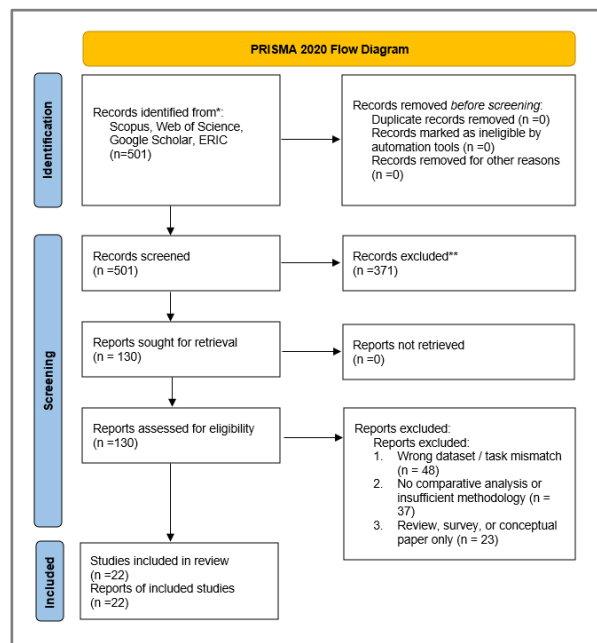 PRISMA 2020 Flow Diagram
Identification
Records identified from*:
Scopus, Web of Science,
Google Scholar, ERIC
(n=501)
Records removed before screening:
Duplicate records removed (n =0)
Records marked as ineligible by
automation tools (n =0)
Records removed for other reasons
(n =0)
Screening
Records screened
(n =501)
Records excluded**
(n =371)
Reports sought for retrieval
(n = 130)
Reports not retrieved
(n =0)
Reports assessed for eligibility
(n =130)
Reports excluded:
Reports excluded:
1. Wrong dataset / task mismatch
(n = 48)
2. No comparative analysis or
insufficient methodology (n =
37)
3. Review, survey, or conceptual
paper only (n = 23)
Included
Studies included in review
(n =22)
Reports of included studies
(n =22)